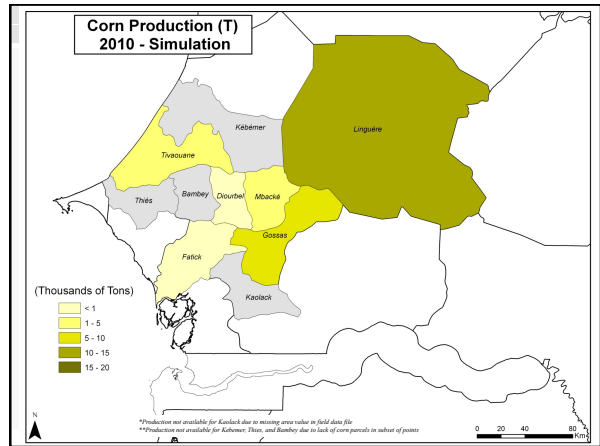 Corn Production (T)
2010 - Simulation
Kébémer
Linguère
Tivaouane
Thiès
Bambey
Diourbel
Mbacké
Gossas
Fatick
Kaolack
(Thousands of Tons)
< 1
1 - 5
5 - 10
10 - 15
15 - 20
N
*Production not available for Kaolack due to missing area value in field data file
**Production not available for Kebemer, Thies, and Bambey due to lack of corn parcels in subset of points
0 20 40 60 80
Km